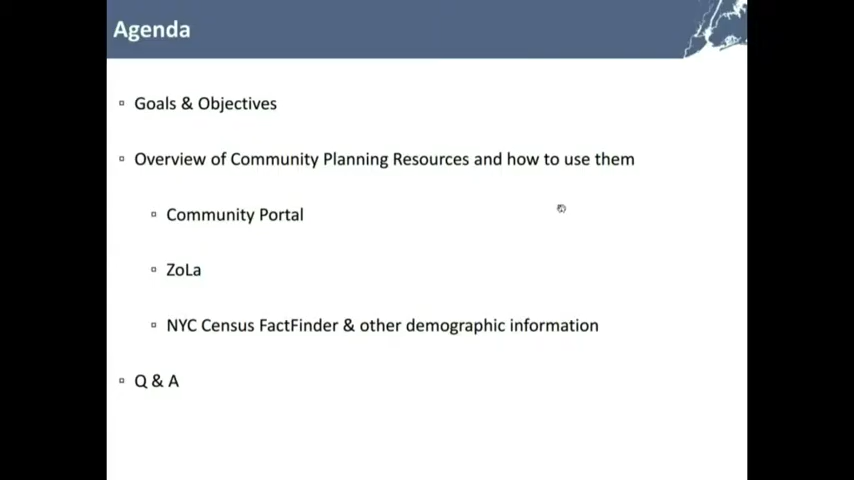 Agenda
Goals & Objectives
Overview of Community Planning Resources and how to use them
Community Portal
ZoLa
NYC Census FactFinder & other demographic information
Q & A